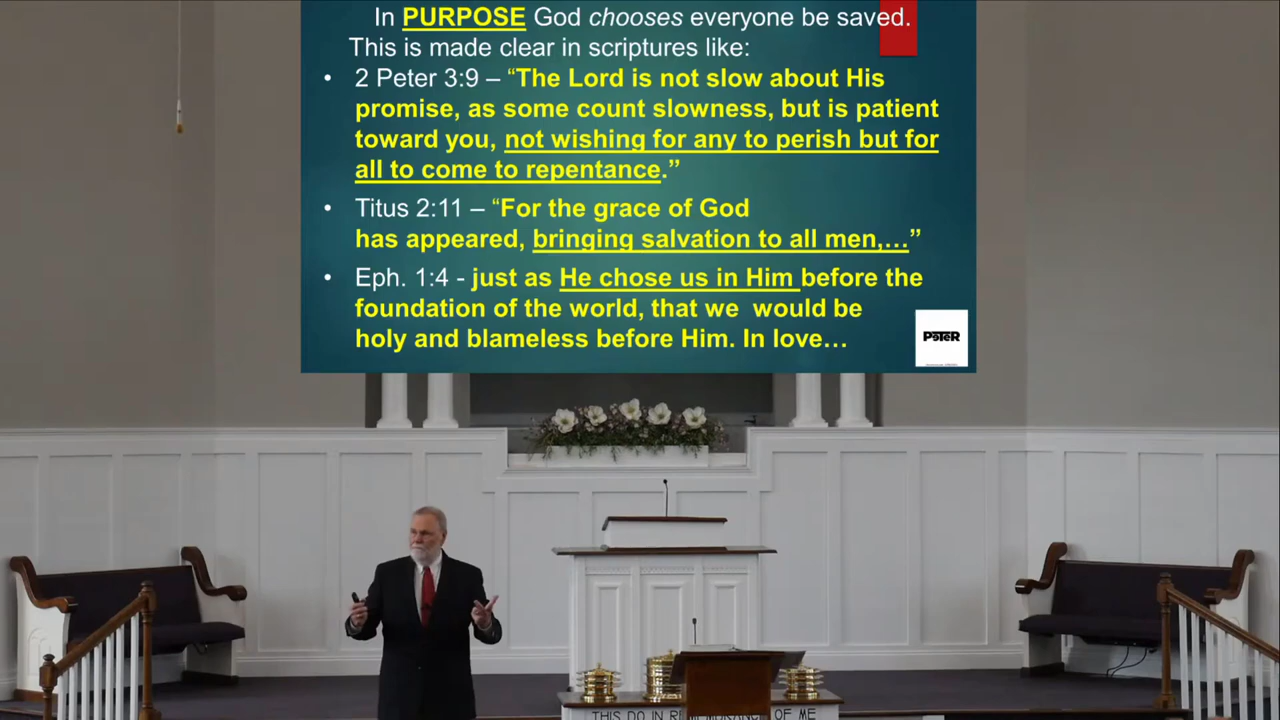 In PURPOSE God chooses everyone be saved.
This is made clear in scriptures like:
• 2 Peter 3:9 – “The Lord is not slow about His
promise, as some count slowness, but is patient
toward you, not wishing for any to perish but for
all to come to repentance.”
• Titus 2:11 – “For the grace of God
has appeared, bringing salvation to all men,…”
• Eph. 1:4 - just as He chose us in Him before the
foundation of the world, that we would be
holy and blameless before Him. In love…
PeTeR
THIS DO IN OF ME